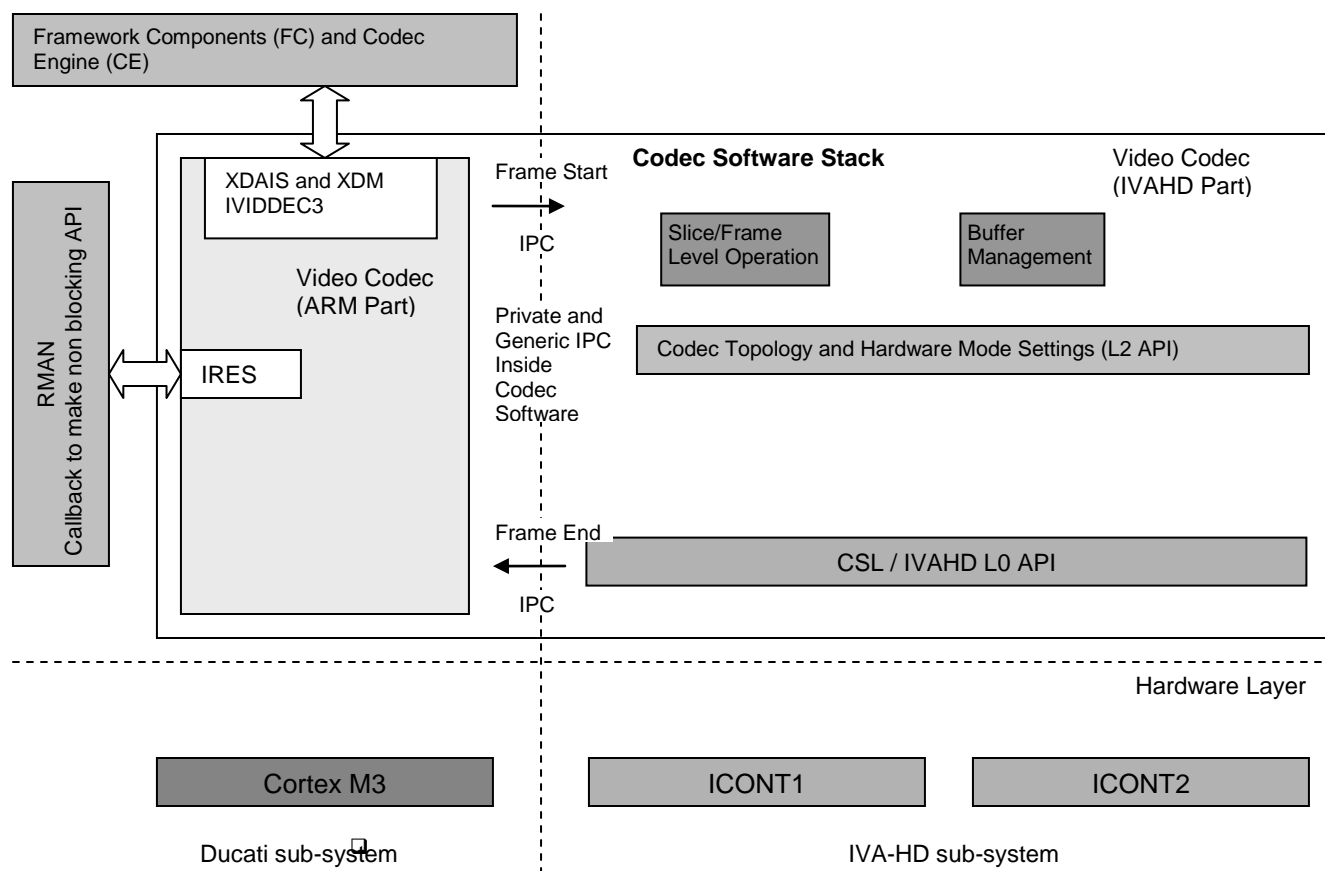 Framework Components (FC) and Codec
Engine (CE)
RMAN
Callback to make non blocking API
XDAIS and XDM
IVIDDEC3
Video Codec
(ARM Part)
IRES
Frame Start
IPC
Private and
Generic IPC
Inside
Codec
Software
Frame End
IPC
Codec Software Stack
Video Codec
(IVAHD Part)
Slice/Frame
Level Operation
Buffer
Management
Codec Topology and Hardware Mode Settings (L2 API)
CSL / IVAHD L0 API
Hardware Layer
Cortex M3
ICONT1
ICONT2
Ducati sub-system
IVA-HD sub-system